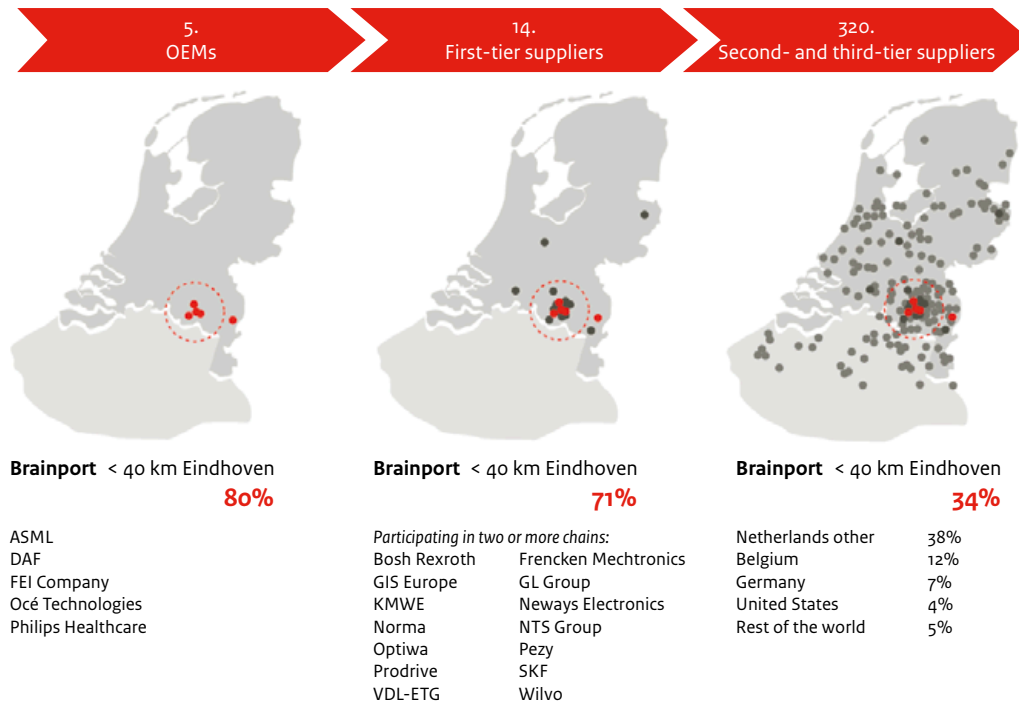 5.
OEMs
14.
First-tier suppliers
320.
Second- and third-tier suppliers
Brainport < 40 km Eindhoven
80%
ASML
DAF
FEI Company
Océ Technologies
Philips Healthcare
Brainport < 40 km Eindhoven
71%
Participating in two or more chains:
Bosh Rexroth Frencken Mechtronics
GIS Europe GL Group
KMWE Neways Electronics
Norma NTS Group
Optiwa Pezy
Prodrive SKF
VDL-ETG Wilvo
Brainport < 40 km Eindhoven
34%
Netherlands other 38%
Belgium 12%
Germany 7%
United States 4%
Rest of the world 5%